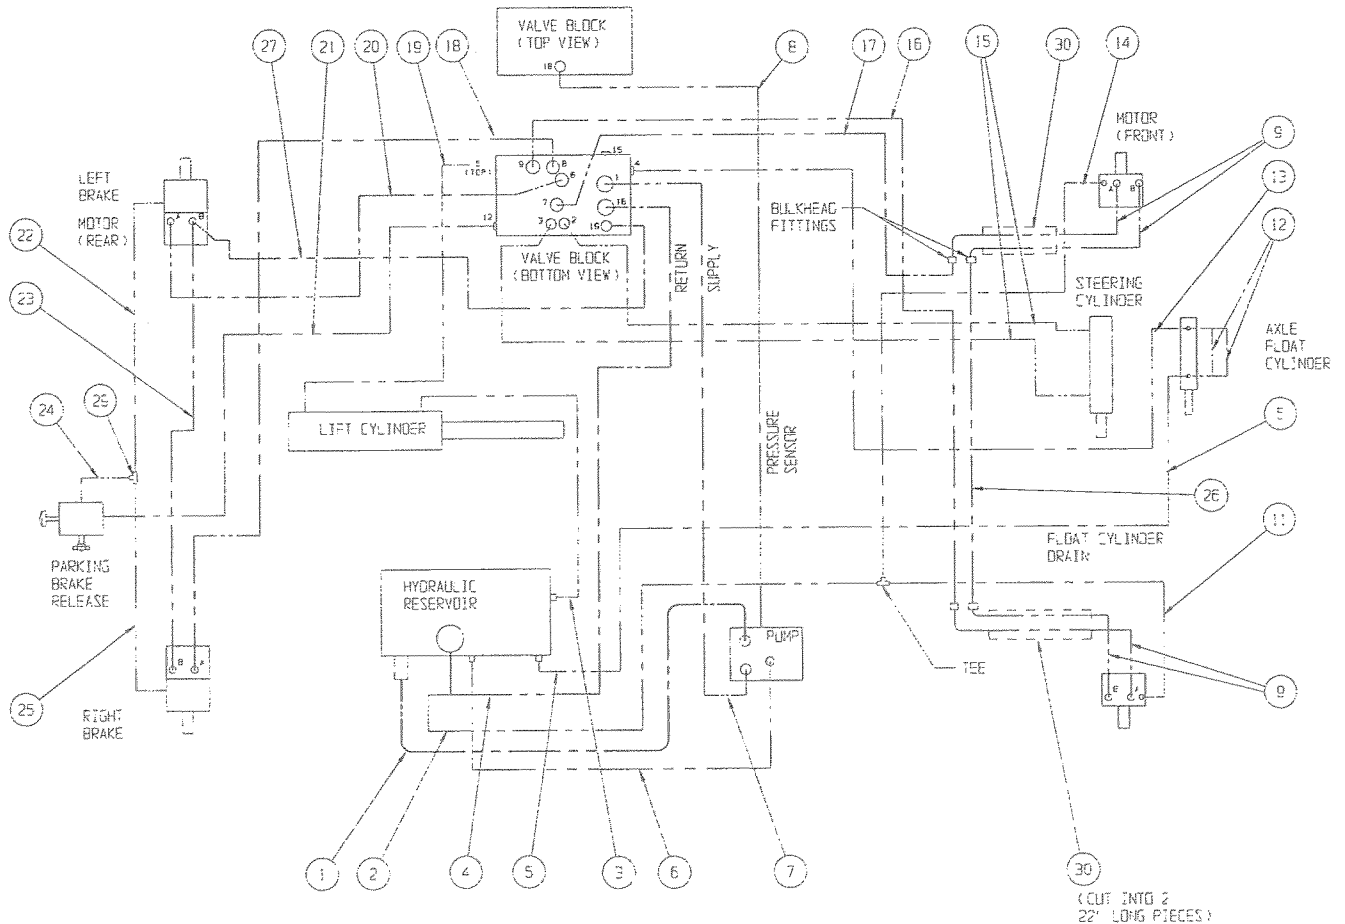 VALVE BLOCK
(TOP VIEW)
18
27
21
20
19
18
8
17
16
15
30
14
MOTOR
(FRONT)
9
13
12
9
8
15
4
5
(TOP)
6
1
7
16
3
2
12
A
B
LEFT
BRAKE
MOTOR
(REAR)
A
B
BULKHEAD
FITTINGS
22
VALVE BLOCK
(BOTTOM VIEW)
RETURN
SUPPLY
STEERING
CYLINDER
23
AXLE
FLOAT
CYLINDER
24
29
LIFT CYLINDER
PRESSURE
SENSOR
5
26
11
FLOAT CYLINDER
DRAIN
PARKING
BRAKE
RELEASE
HYDRAULIC
RESERVOIR
PUMP
TEE
B
A
25
RIGHT
BRAKE
9
1
2
4
5
3
6
7
30
(CUT INTO 2
22" LONG PIECES)